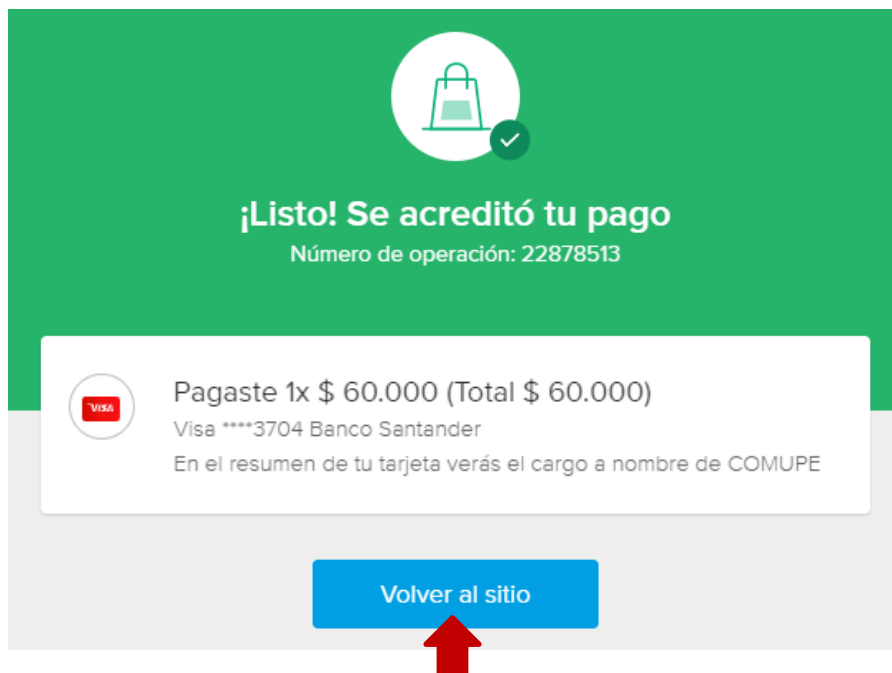 ¡Listo! Se acreditó tu pago
Número de operación: 22878513
VISA
Pagaste 1x $ 60.000 (Total $ 60.000)
Visa ****3704 Banco Santander
En el resumen de tu tarjeta verás el cargo a nombre de COMUPE
Volver al sitio